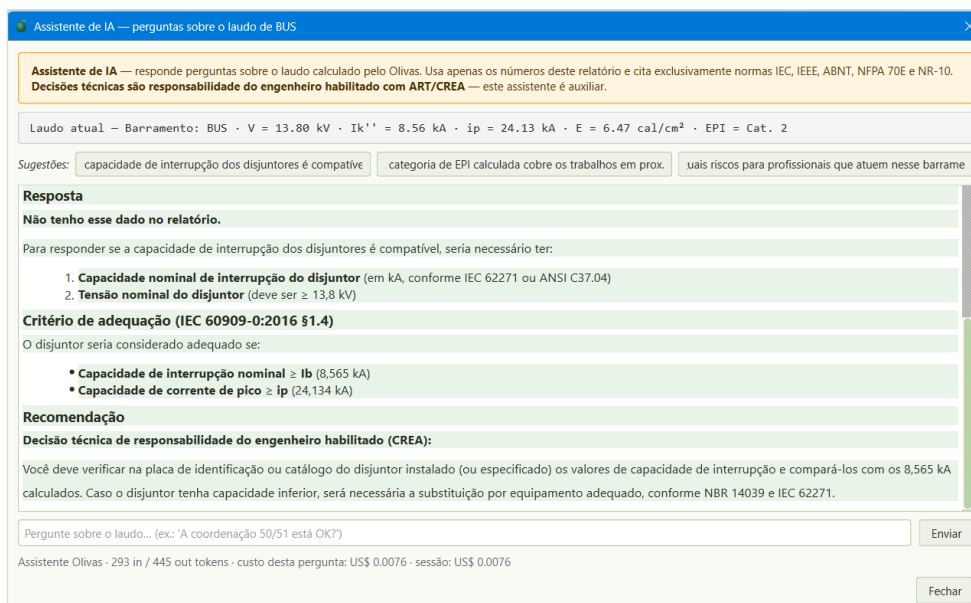 Assistente de IA — perguntas sobre o laudo de BUS
Assistente de IA — responde perguntas sobre o laudo calculado pelo Olivas. Usa apenas os números deste relatório e cita exclusivamente normas IEC, IEEE, ABNT, NFPA 70E e NR-10.
Decisões técnicas são responsabilidade do engenheiro habilitado com ART/CREA — este assistente é auxiliar.
Laudo atual — Barramento: BUS · V = 13.80 kV · Ik'' = 8.56 kA · ip = 24.13 kA · E = 6.47 cal/cm² · EPI = Cat. 2
Sugestões: capacidade de interrupção dos disjuntores é compatíve categoria de EPI calculada cobre os trabalhos em prox. uais riscos para profissionais que atuem nesse barrame
Resposta
Não tenho esse dado no relatório.
Para responder se a capacidade de interrupção dos disjuntores é compatível, seria necessário ter:
1. Capacidade nominal de interrupção do disjuntor (em kA, conforme IEC 62271 ou ANSI C37.04)
2. Tensão nominal do disjuntor (deve ser ≥ 13,8 kV)
Critério de adequação (IEC 60909-0:2016 §1.4)
O disjuntor seria considerado adequado se:
• Capacidade de interrupção nominal ≥ Ib (8,565 kA)
• Capacidade de corrente de pico ≥ ip (24,134 kA)
Recomendação
Decisão técnica de responsabilidade do engenheiro habilitado (CREA):
Você deve verificar na placa de identificação ou catálogo do disjuntor instalado (ou especificado) os valores de capacidade de interrupção e compará-los com os 8,565 kA
calculados. Caso o disjuntor tenha capacidade inferior, será necessária a substituição por equipamento adequado, conforme NBR 14039 e IEC 62271.
Pergunte sobre o laudo... (ex.: 'A coordenação 50/51 está OK?')
Enviar
Assistente Olivas · 293 in / 445 out tokens · custo desta pergunta: US$ 0.0076 · sessão: US$ 0.0076
Fechar